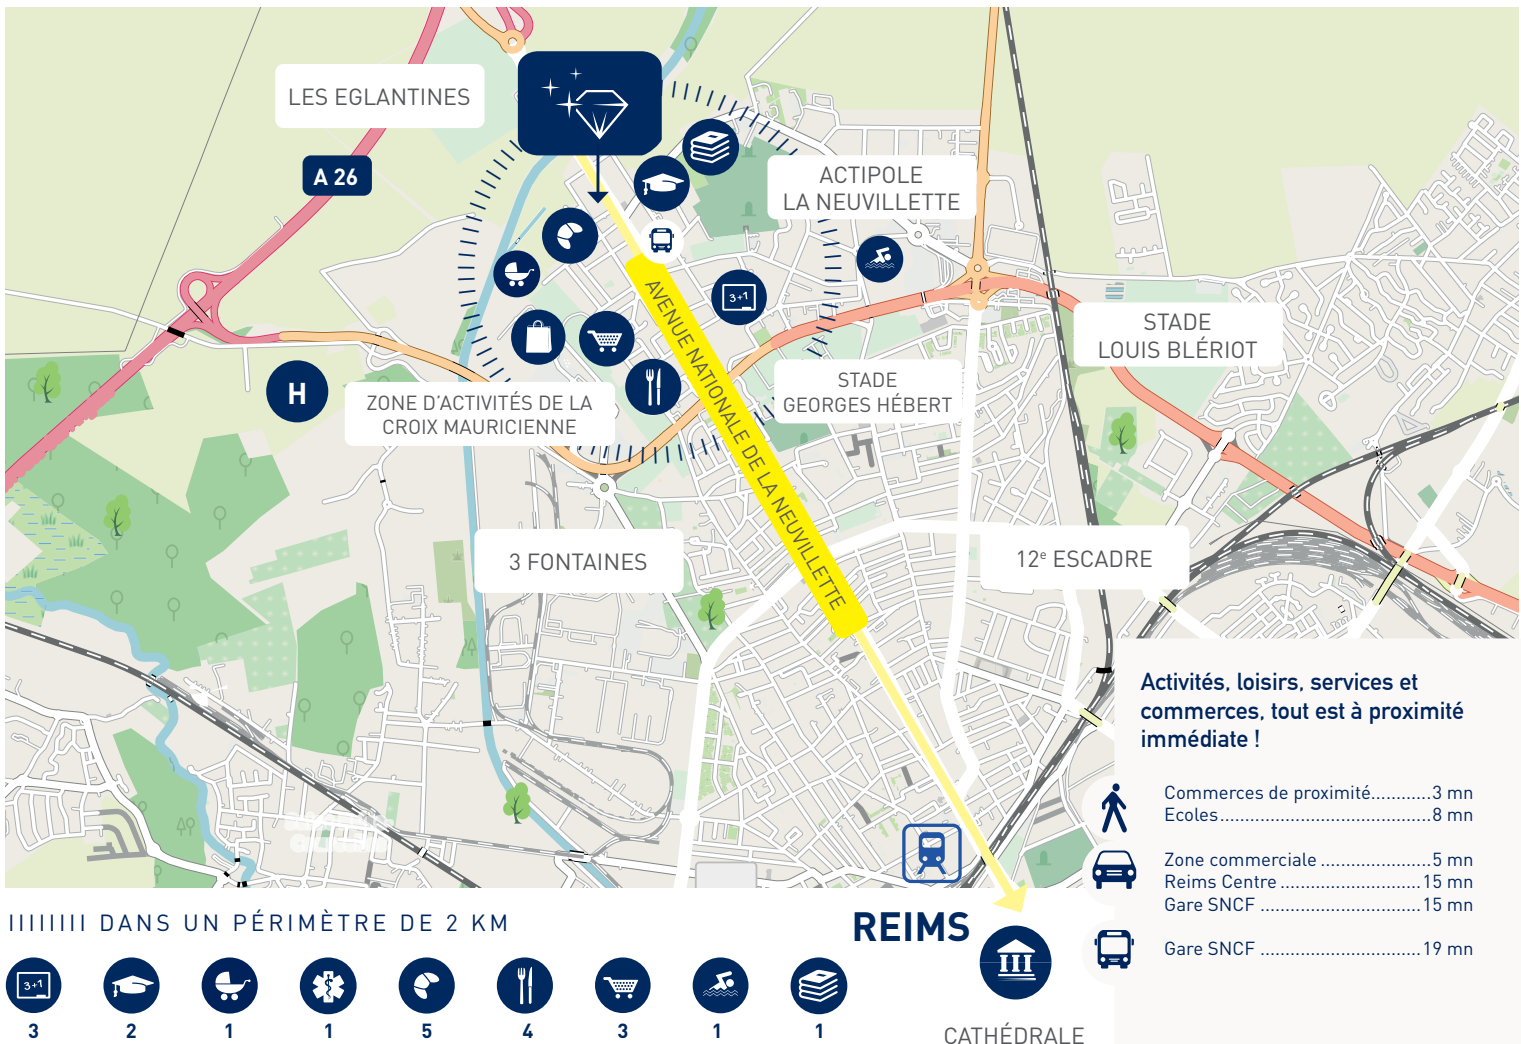 LES EGLANTINES
A 26
ACTIPOLE
LA NEUVILLETTE
3+1
AVENUE NATIONALE DE LA NEUVILLETTE
STADE
LOUIS BLÉRIOT
H
ZONE D'ACTIVITÉS DE LA
CROIX MAURICIENNE
STADE
GEORGES HÉBERT
3 FONTAINES
12e ESCADRE
Activités, loisirs, services et
commerces, tout est à proximité
immédiate !
Commerces de proximité............3 mn
Ecoles....................................8 mn
Zone commerciale...................5 mn
Reims Centre........................15 mn
Gare SNCF...........................15 mn
Gare SNCF...........................19 mn
IIIIIIII DANS UN PÉRIMÈTRE DE 2 KM
REIMS
CATHÉDRALE
3+1
3 2 1 1 5 4 3 1 1